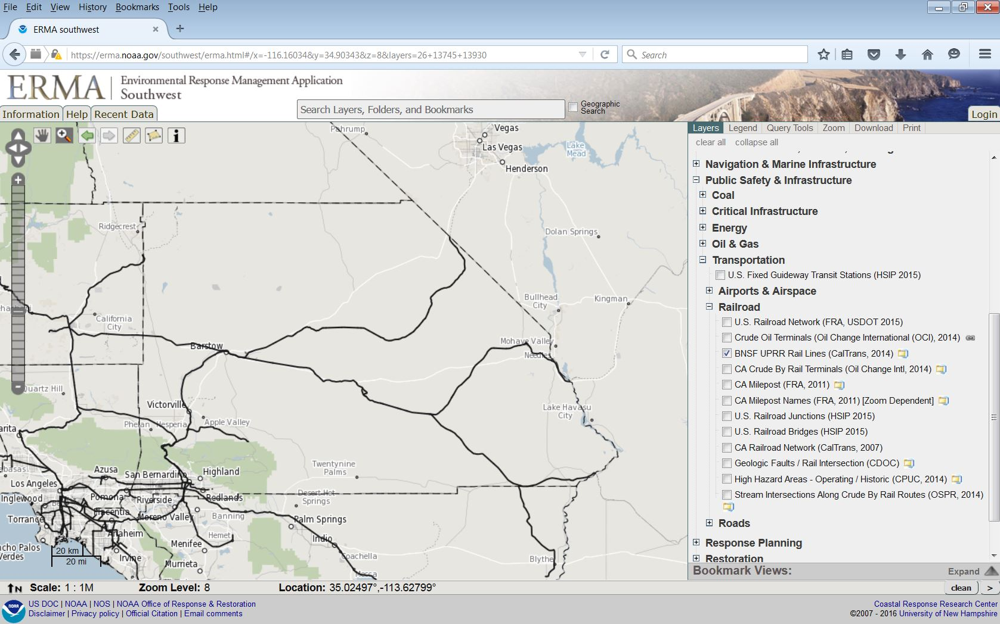 File Edit View History Bookmarks Tools Help
ERMA southwest
https://erma.noaa.gov/southwest/erma.html#/x=-116.16034&y=34.90343&z=8&layers=26+13745+13930
Search
ERMA
Environmental Response Management Application
Southwest
Search Layers, Folders, and Bookmarks
Geographic
Search
Information Help Recent Data
Login
Layers Legend Query Tools Zoom Download Print
clear all collapse all
Navigation & Marine Infrastructure
Public Safety & Infrastructure
Coal
Critical Infrastructure
Energy
Oil & Gas
Transportation
U.S. Fixed Guideway Transit Stations (HSIP 2015)
Airports & Airspace
Railroad
U.S. Railroad Network (FRA, USDOT 2015)
Crude Oil Terminals (Oil Change International (OCI), 2014)
BNSF UPRR Rail Lines (CalTrans, 2014)
CA Crude By Rail Terminals (Oil Change Intl, 2014)
CA Milepost (FRA, 2011)
CA Milepost Names (FRA, 2011) [Zoom Dependent]
U.S. Railroad Junctions (HSIP 2015)
U.S. Railroad Bridges (HSIP 2015)
CA Railroad Network (CalTrans, 2007)
Geologic Faults / Rail Intersection (CDOC)
High Hazard Areas - Operating / Historic (CPUC, 2014)
Stream Intersections Along Crude By Rail Routes (OSPR, 2014)
Roads
Response Planning
Restoration
Bookmark Views:
Expand
clean >
Pahrump
Vegas
Las Vegas
Lake
Mead
Henderson
Ridgecrest
Dolan Springs
Bullhead
City
Kingman
California
City
Barstow
Mohave Valley
Needles
Quartz Hill
Victorville
Lake Havasu
City
Phelan
Hesperia
Apple Valley
Twentynine
Palms
Azusa
San Bernardino
Highland
Los Angeles
Inglewood
Pomona
Riverside
Redlands
Desert Hot
Springs
Placentia
Torrance
Moreno Valley
Banning
Palm Springs
Anaheim
Hemet
Indio
Menifee
Coachella
Verdes
Irvine
Murrieta
Blythe
Mecca
20 km
20 mi
N Scale: 1 : 1M
Zoom Level: 8
Location: 35.02497°,-113.62799°
NOAA
US DOC | NOAA | NOS | NOAA Office of Response & Restoration
Disclaimer | Privacy policy | Official Citation | Email comments
Coastal Response Research Center
©2007 - 2016 University of New Hampshire